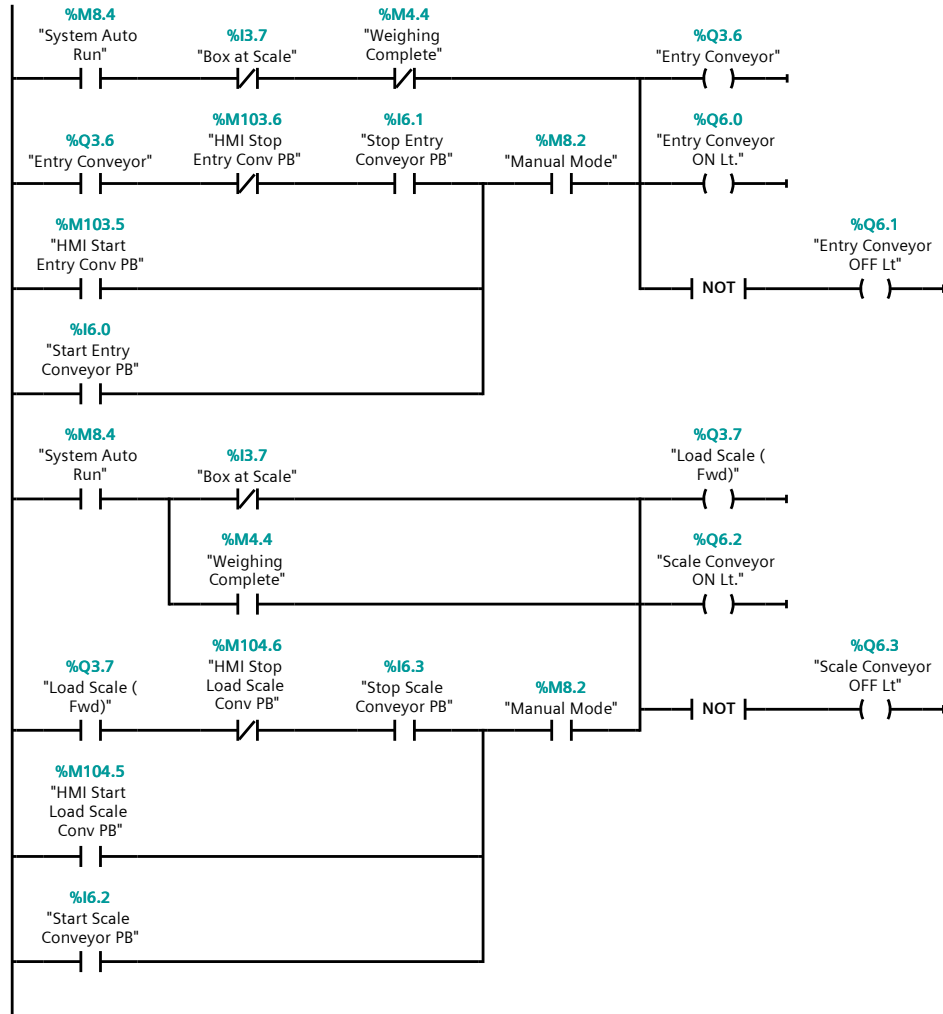 %M8.4
"System Auto
Run"
%I3.7
"Box at Scale"
%M4.4
"Weighing
Complete"
%Q3.6
"Entry Conveyor"
%Q3.6
"Entry Conveyor"
%M103.6
"HMI Stop
Entry Conv PB"
%I6.1
"Stop Entry
Conveyor PB"
%M8.2
"Manual Mode"
%Q6.0
"Entry Conveyor
ON Lt."
%M103.5
"HMI Start
Entry Conv PB"
NOT
%Q6.1
"Entry Conveyor
OFF Lt"
%I6.0
"Start Entry
Conveyor PB"
%M8.4
"System Auto
Run"
%I3.7
"Box at Scale"
%Q3.7
"Load Scale (
Fwd)"
%M4.4
"Weighing
Complete"
%Q6.2
"Scale Conveyor
ON Lt."
%Q3.7
"Load Scale (
Fwd)"
%M104.6
"HMI Stop
Load Scale
Conv PB"
%I6.3
"Stop Scale
Conveyor PB"
%M8.2
"Manual Mode"
NOT
%Q6.3
"Scale Conveyor
OFF Lt"
%M104.5
"HMI Start
Load Scale
Conv PB"
%I6.2
"Start Scale
Conveyor PB"